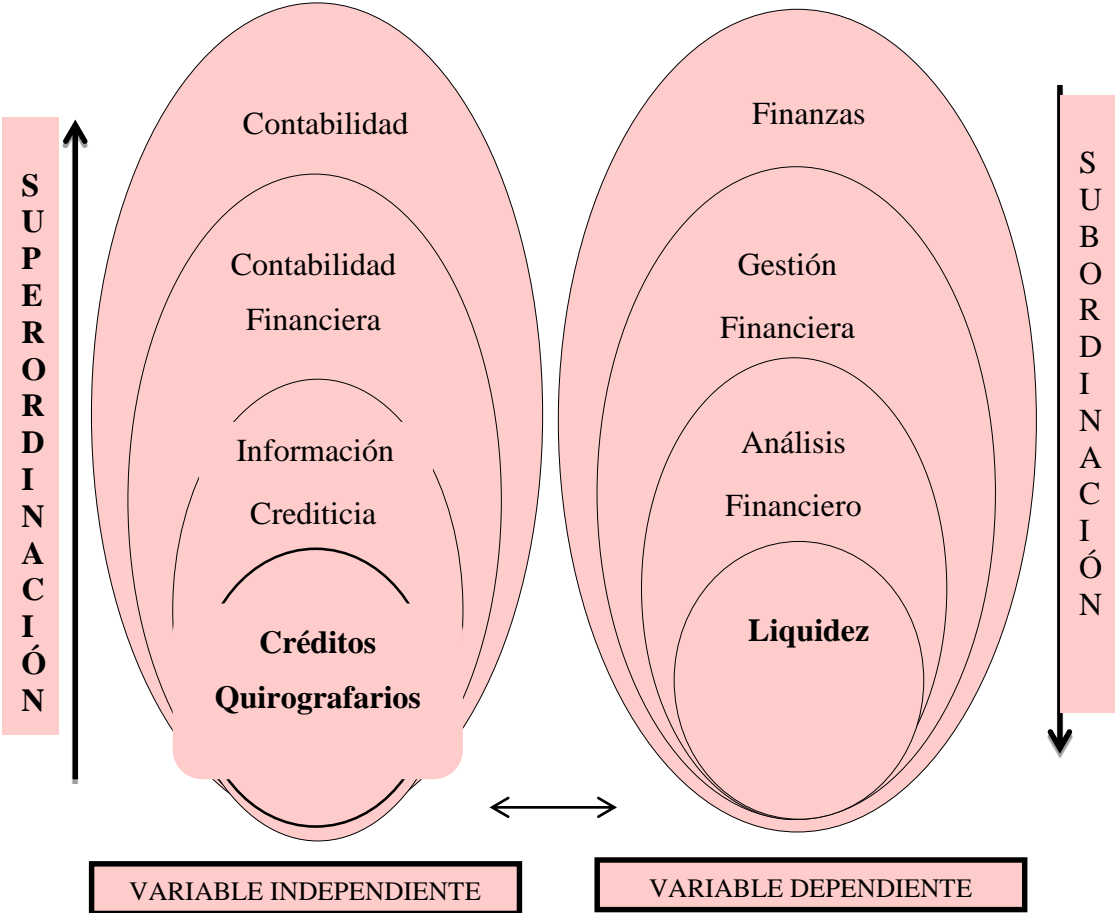 SUPERORDINACIÓN
Contabilidad
Contabilidad
Financiera
Información
Crediticia
Créditos
Quirografarios
Finanzas
Gestión
Financiera
Análisis
Financiero
Liquidez
SUBORDINACIÓN
VARIABLE INDEPENDIENTE
VARIABLE DEPENDIENTE